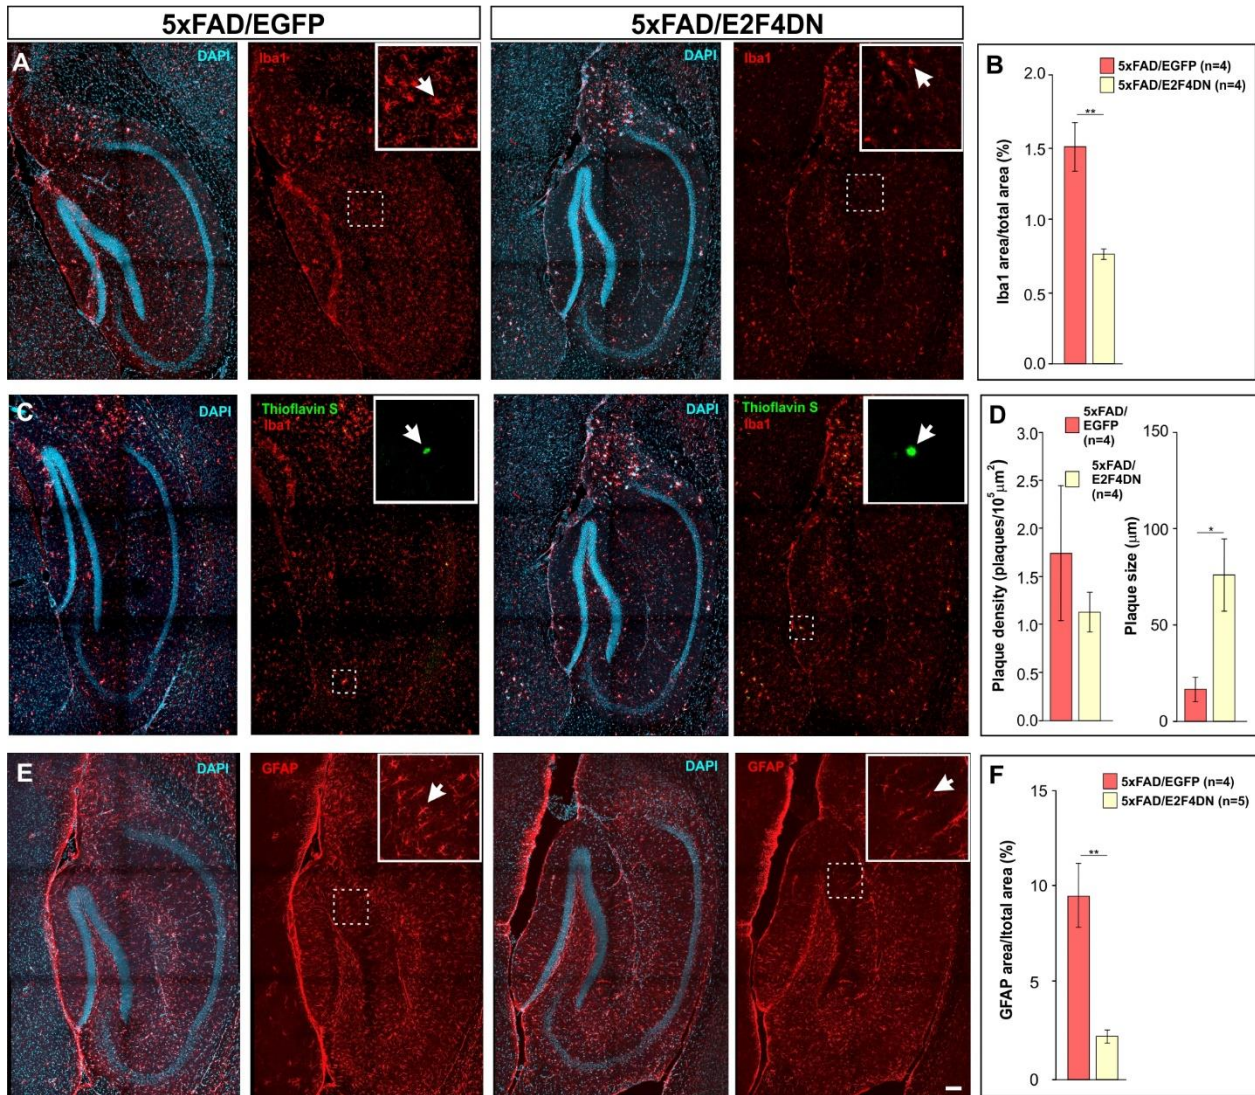 5xFAD/EGFP
5xFAD/E2F4DN
A
DAPI
Iba1
DAPI
Iba1
B
5xFAD/EGFP (n=4)
5xFAD/E2F4DN (n=4)
2.0
**
1.5
1.0
0.5
0.0
Iba1 area/total area (%)
C
DAPI
Thioflavin S
Iba1
DAPI
Thioflavin S
Iba1
D
5xFAD/
EGFP
(n=4)
5xFAD/
E2F4DN
(n=4)
3.0
2.5
2.0
1.5
1.0
0.5
0.0
Plaque density (plaques/10⁵µm²)
150
100
*
50
0
Plaque size (µm)
E
DAPI
GFAP
DAPI
GFAP
F
5xFAD/EGFP (n=4)
5xFAD/E2F4DN (n=5)
15
**
10
5
0
GFAP area/ltotal area (%)